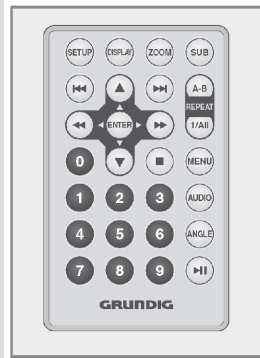 SETUP DISPLAY ZOOM SUB
A-B
REPEAT
ENTER
1/All
0 MENU
1 2 3 AUDIO
4 5 6 ANGLE
7 8 9
GRUNDIG